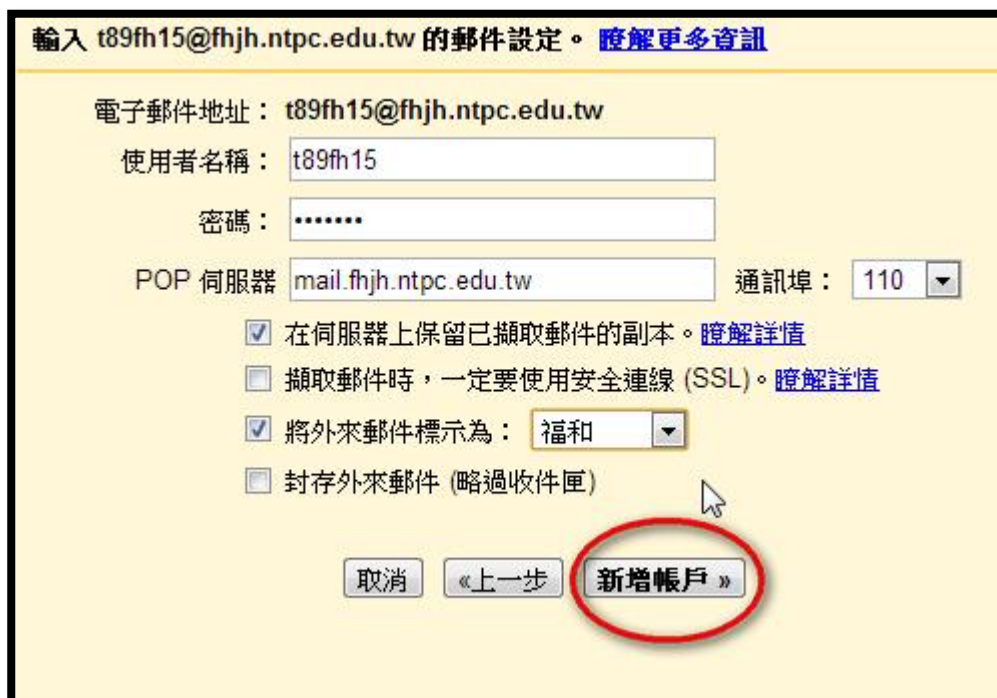 輸入 t89fh15@fhjh.ntpc.edu.tw 的郵件設定。 瞭解更多資訊
電子郵件地址： t89fh15@fhjh.ntpc.edu.tw
使用者名稱： t89fh15
密碼： •••••••
POP 伺服器 mail.fhjh.ntpc.edu.tw 通訊埠： 110
在伺服器上保留已擷取郵件的副本。瞭解詳情
擷取郵件時，一定要使用安全連線 (SSL)。瞭解詳情
將外來郵件標示為： 福和
封存外來郵件 (略過收件匣)
取消 «上一步 新增帳戶 »